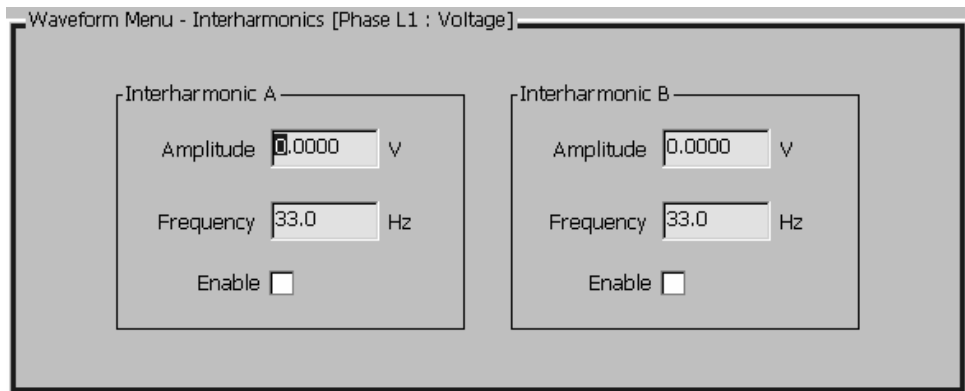 Waveform Menu - Interharmonics [Phase L1 : Voltage]
Interharmonic A
Amplitude 0.0000 V
Frequency 33.0 Hz
Enable
Interharmonic B
Amplitude 0.0000 V
Frequency 33.0 Hz
Enable